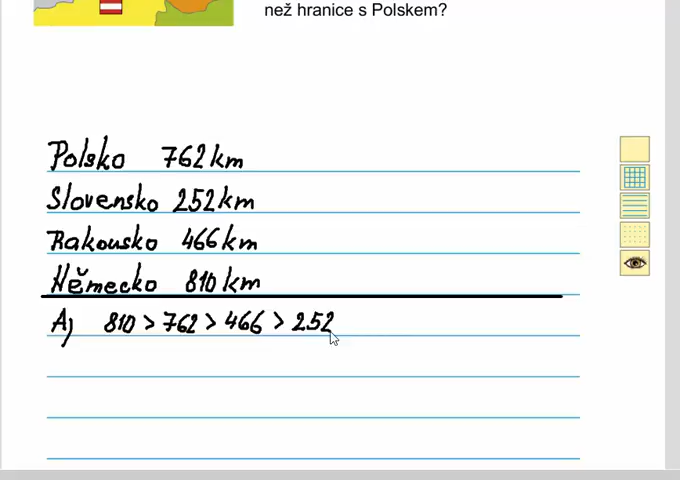 než hranice s Polskem?
Polsko 762 km
Slovensko 252 km
Rakousko 466 km
Německo 810 km
A) 810 > 762 > 466 > 252